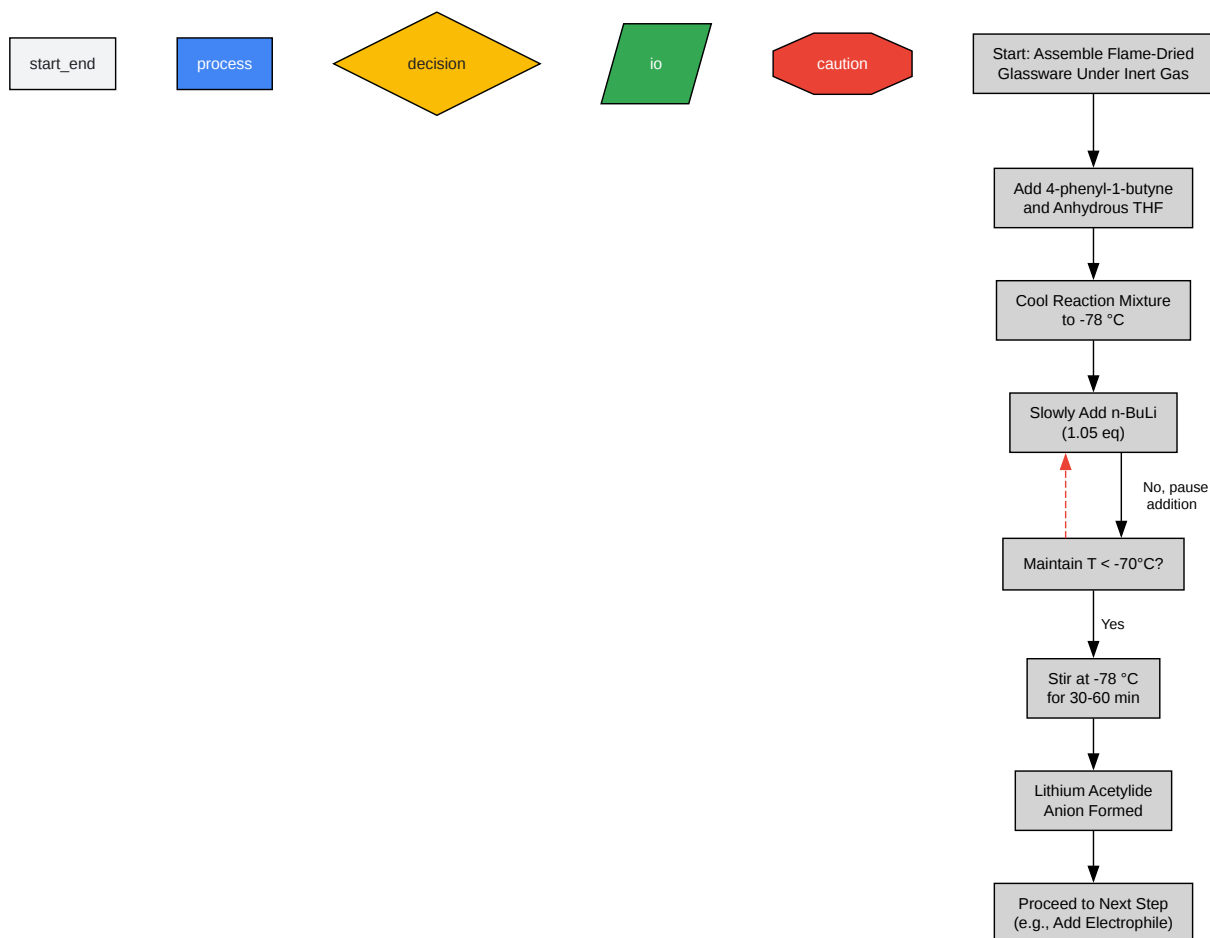 start_end
process
decision
io
caution
Start: Assemble Flame-Dried
Glassware Under Inert Gas
Add 4-phenyl-1-butyne
and Anhydrous THF
Cool Reaction Mixture
to -78 °C
Slowly Add n-BuLi
(1.05 eq)
No, pause
addition
Maintain T < -70°C?
Yes
Stir at -78 °C
for 30-60 min
Lithium Acetylide
Anion Formed
Proceed to Next Step
(e.g., Add Electrophile)